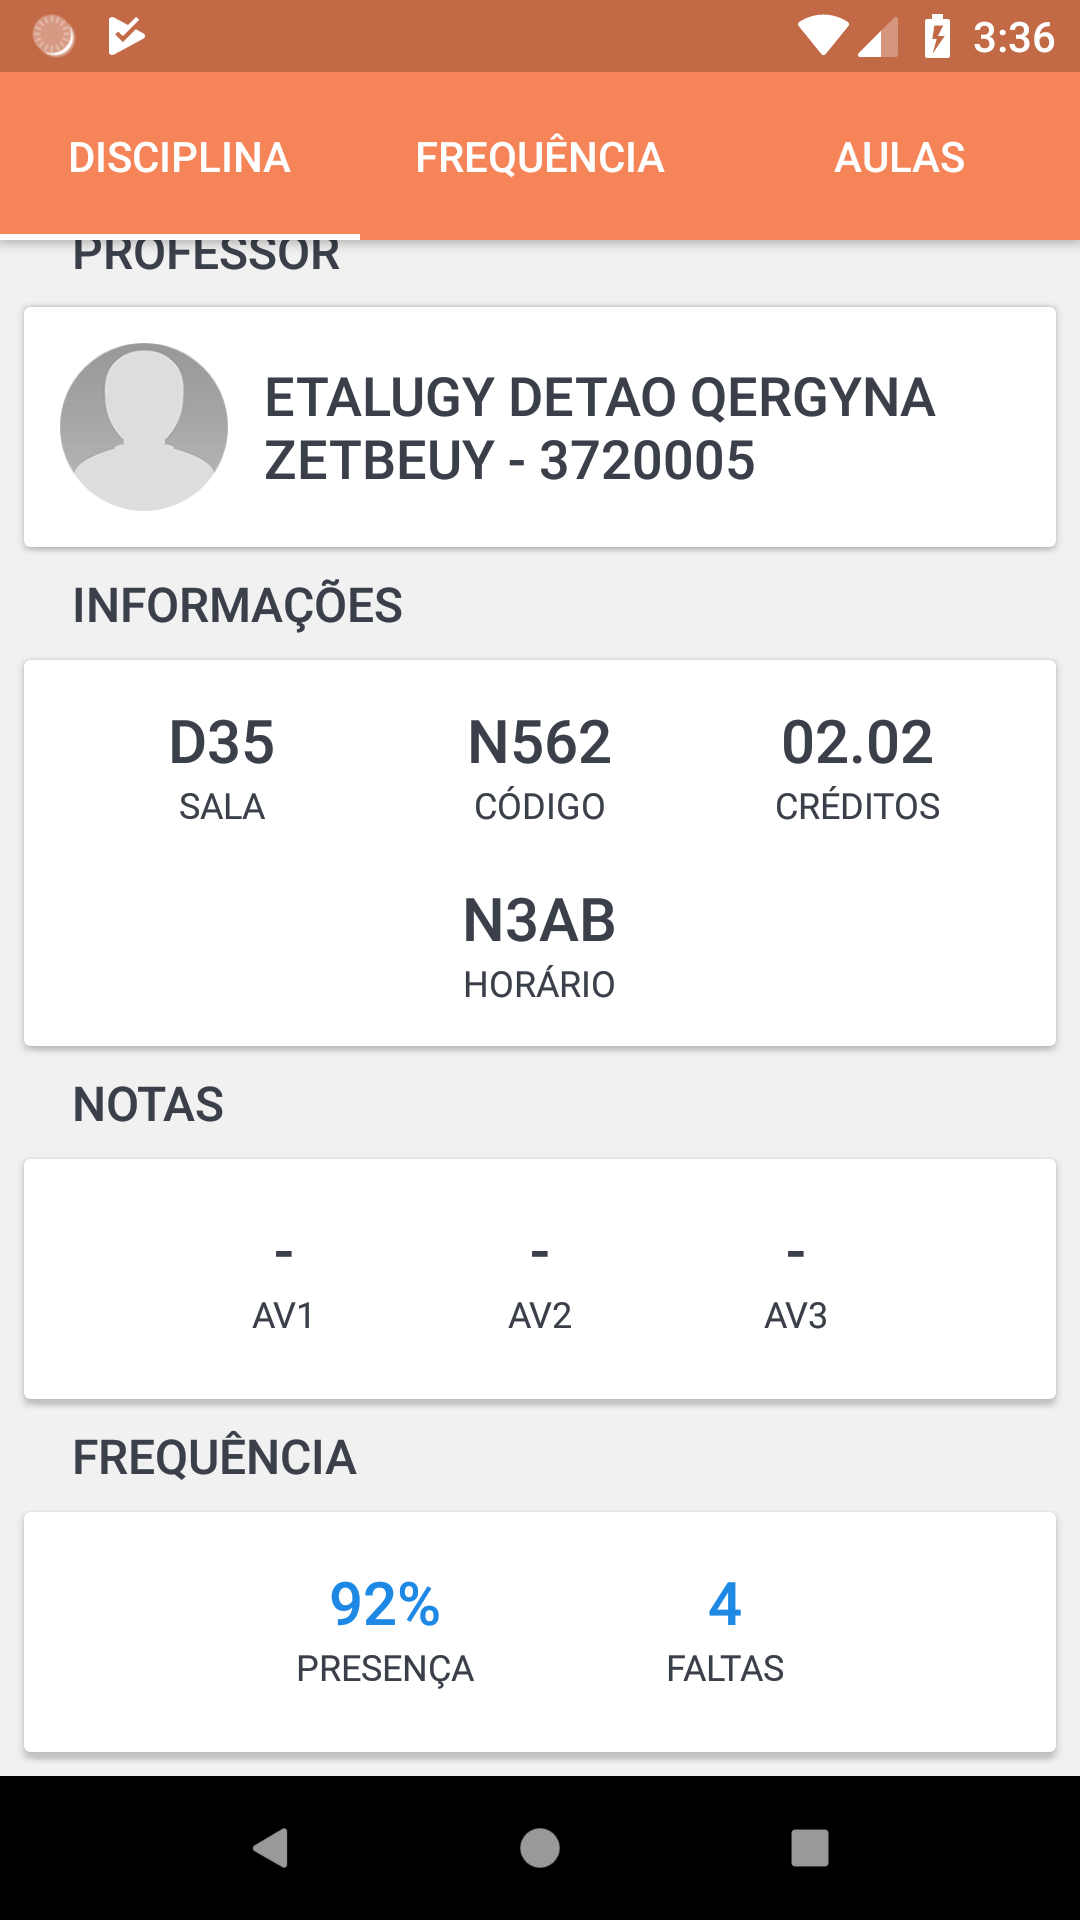 3:36
DISCIPLINA FREQUÊNCIA AULAS
PROFESSOR
ETALUGY DETAO QERGYNA
ZETBEUY - 3720005
INFORMAÇÕES
D35 N562 02.02
SALA CÓDIGO CRÉDITOS
N3AB
HORÁRIO
NOTAS
- - -
AV1 AV2 AV3
FREQUÊNCIA
92% 4
PRESENÇA FALTAS